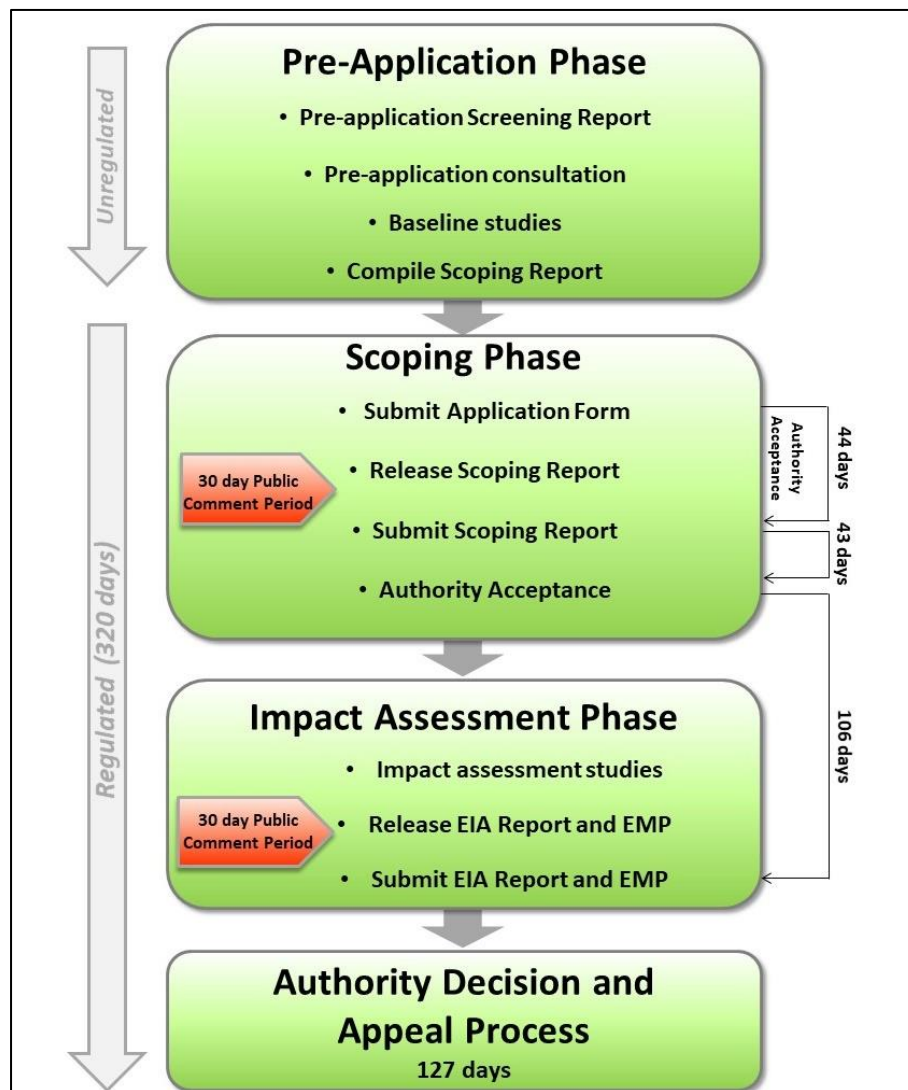 Unregulated
Pre-Application Phase
• Pre-application Screening Report
• Pre-application consultation
• Baseline studies
• Compile Scoping Report
Regulated (320 days)
Scoping Phase
• Submit Application Form
30 day Public
Comment Period
• Release Scoping Report
• Submit Scoping Report
• Authority Acceptance
Authority
Acceptance
44 days
43 days
106 days
Impact Assessment Phase
• Impact assessment studies
30 day Public
Comment Period
• Release EIA Report and EMP
• Submit EIA Report and EMP
Authority Decision and
Appeal Process
127 days